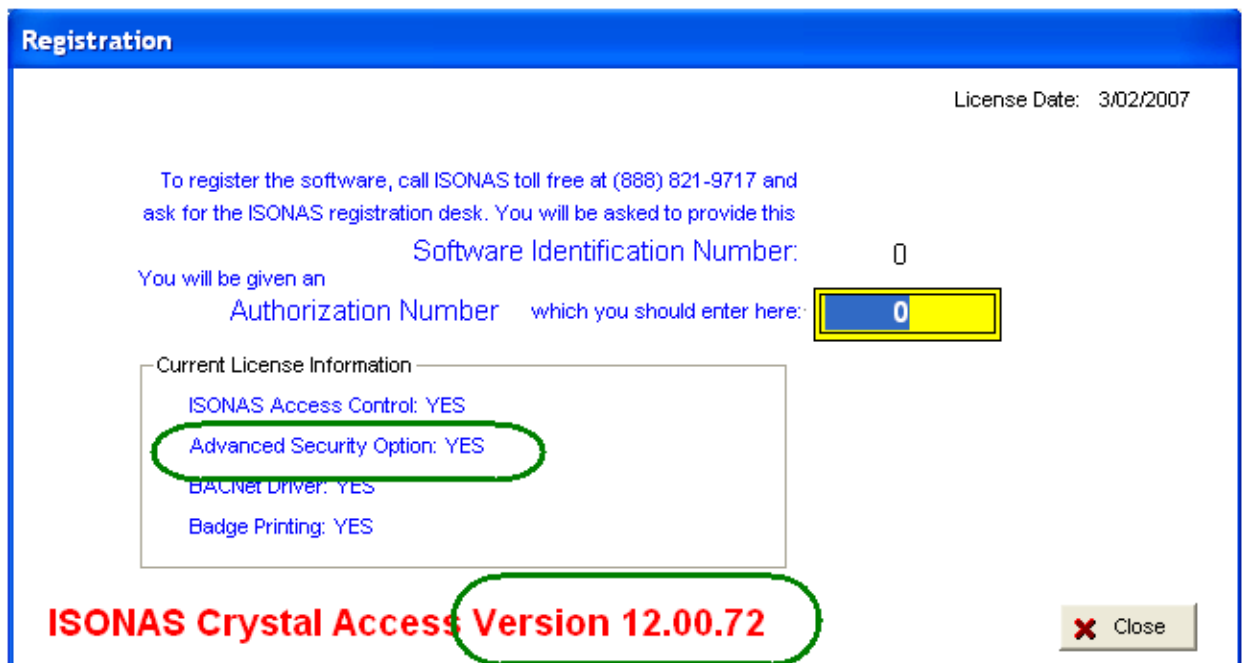 Registration
License Date: 3/02/2007
To register the software, call ISONAS toll free at (888) 821-9717 and
ask for the ISONAS registration desk. You will be asked to provide this
Software Identification Number: 0
You will be given an
Authorization Number which you should enter here: 0
Current License Information
ISONAS Access Control: YES
Advanced Security Option: YES
BACNet Driver: YES
Badge Printing: YES
ISONAS Crystal Access Version 12.00.72
Close